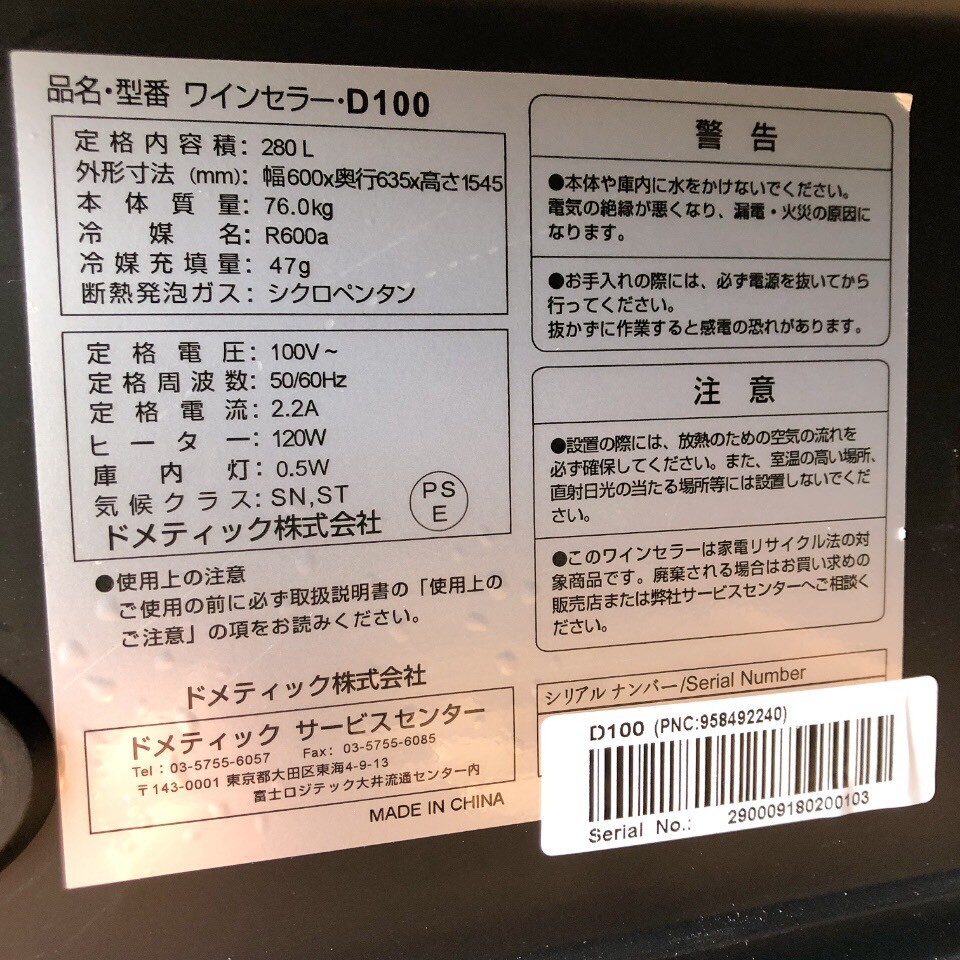 品名・型番 ワインセラー・D100
定格内容積: 280 L
外形寸法 (mm): 幅600x奥行635x高さ1545
本体質量: 76.0kg
冷媒名: R600a
冷媒充填量: 47g
断熱発泡ガス: シクロペンタン
定格電圧: 100V~
定格周波数: 50/60Hz
定格電流: 2.2A
ヒーター: 120W
庫内灯: 0.5W
気候クラス: SN,ST
ドメティック株式会社
PS
E
●使用上の注意
ご使用の前に必ず取扱説明書の「使用上の
ご注意」の項をお読みください。
ドメティック株式会社
ドメティック サービスセンター
Tel : 03-5755-6057 Fax: 03-5755-6085
〒143-0001 東京都大田区東海4-9-13
富士ロジテック大井流通センター内
MADE IN CHINA
警告
●本体や庫内に水をかけないでください。
電気の絶縁が悪くなり、漏電・火災の原因に
なります。
●お手入れの際には、必ず電源を抜いてから
行ってください。
抜かずに作業すると感電の恐れがあります。
注意
●設置の際には、放熱のための空気の流れを
必ず確保してください。また、室温の高い場所、
直射日光の当たる場所等には設置しないでくだ
さい。
●このワインセラーは家電リサイクル法の対
象商品です。廃棄される場合はお買い求めの
販売店または弊社サービスセンターへご相談く
ださい。
シリアル ナンバー/Serial Number
D100 (PNC:958492240)
Serial No.: 290009180200103